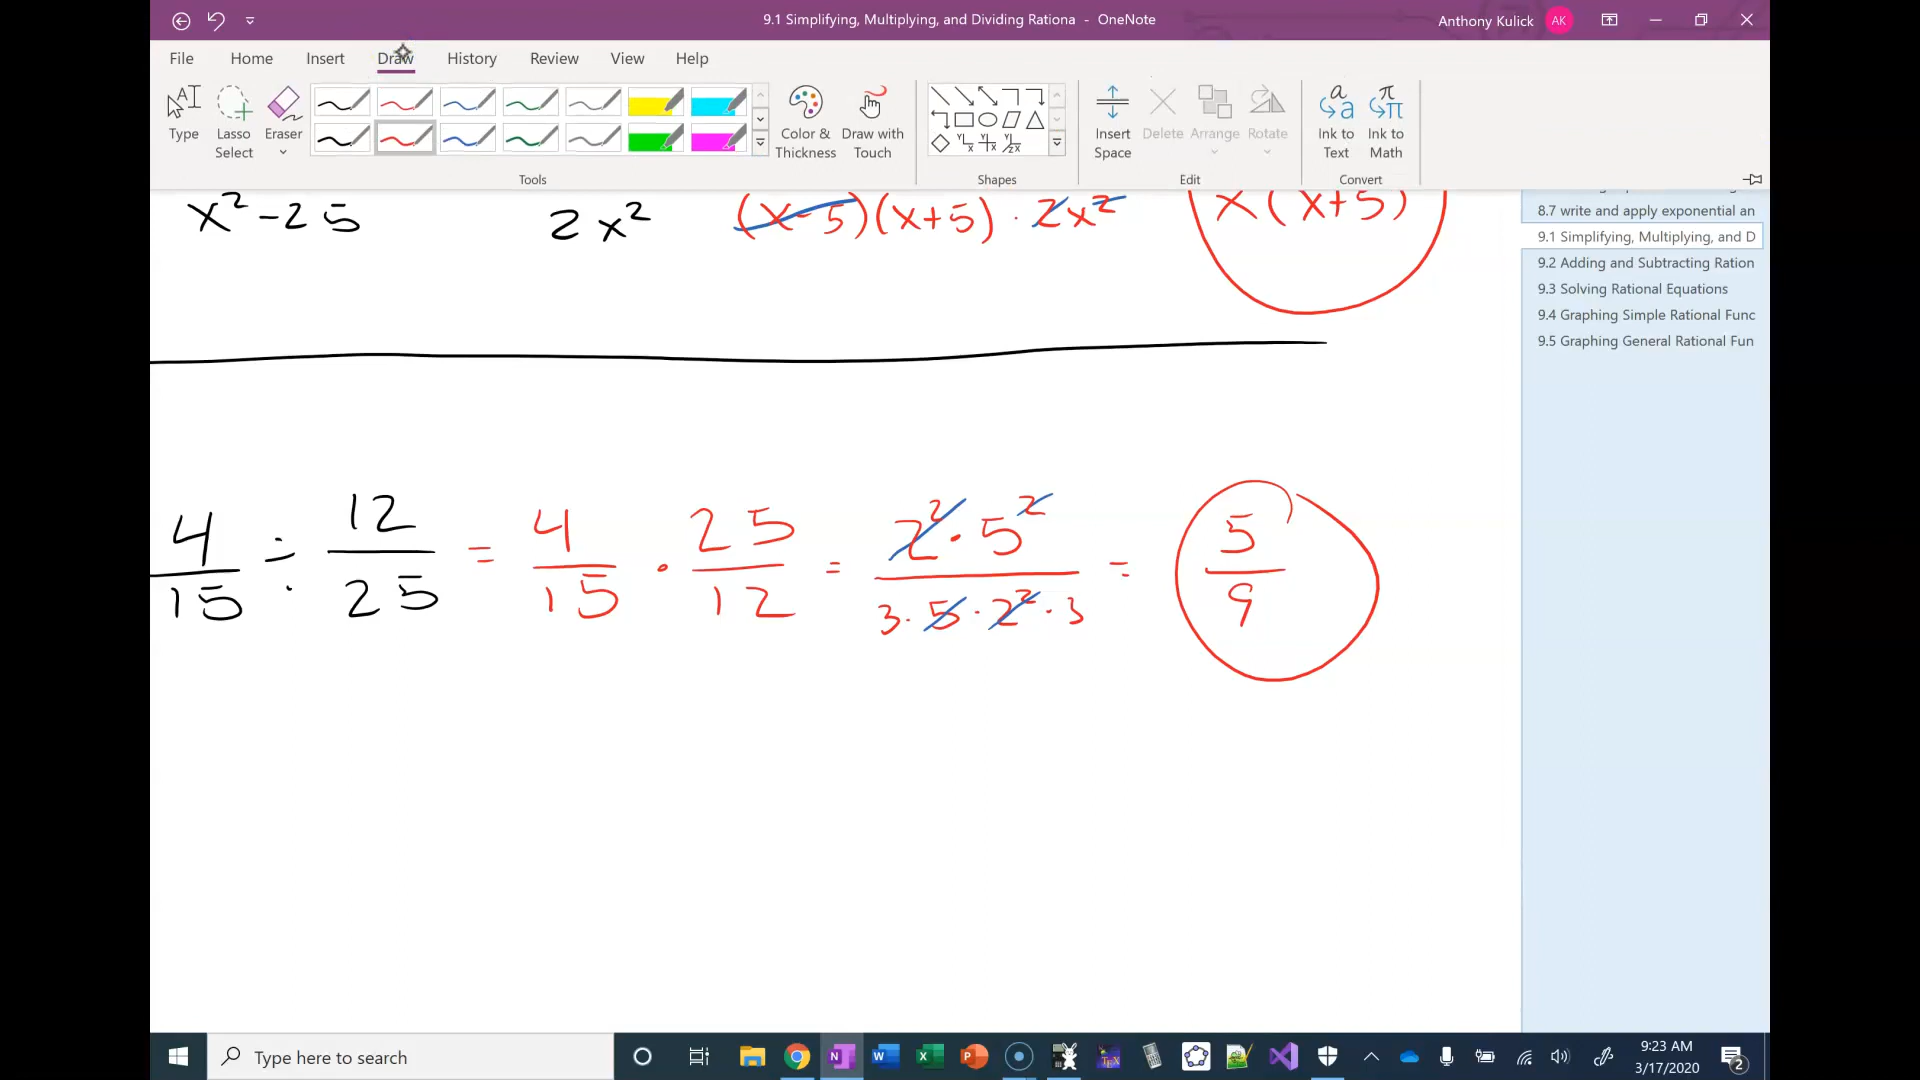 9.1 Simplifying, Multiplying, and Dividing Rationa - OneNote
Anthony Kulick AK
File Home Insert Draw History Review View Help
Type
Lasso Select
Eraser
Color & Thickness
Draw with Touch
Insert Space
Delete
Arrange
Rotate
Ink to Text
Ink to Math
Tools Shapes Edit Convert
8.7 write and apply exponential an
9.1 Simplifying, Multiplying, and D
9.2 Adding and Subtracting Ration
9.3 Solving Rational Equations
9.4 Graphing Simple Rational Func
9.5 Graphing General Rational Fun
x² - 25 2x² (x-5)(x+5) · 2x² x(x+5)
4/15 ÷ 12/25 = 4/15 · 25/12 = 2² · 5² / 3 · 5 · 2² · 3 = 5/9
Type here to search
9:23 AM
3/17/2020
2